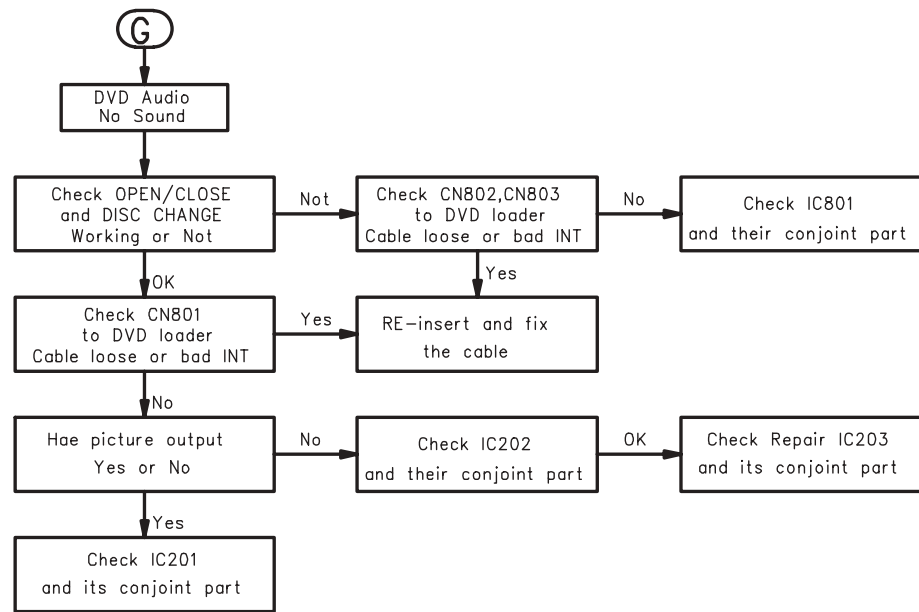 G
DVD Audio
No Sound
Check OPEN/CLOSE
and DISC CHANGE
Working or Not
Not
Check CN802,CN803
to DVD loader
Cable loose or bad INT
No
Check IC801
and their conjoint part
OK
Yes
Check CN801
to DVD loader
Cable loose or bad INT
Yes
RE-insert and fix
the cable
No
Hae picture output
Yes or No
No
Check IC202
and their conjoint part
OK
Check Repair IC203
and its conjoint part
Yes
Check IC201
and its conjoint part